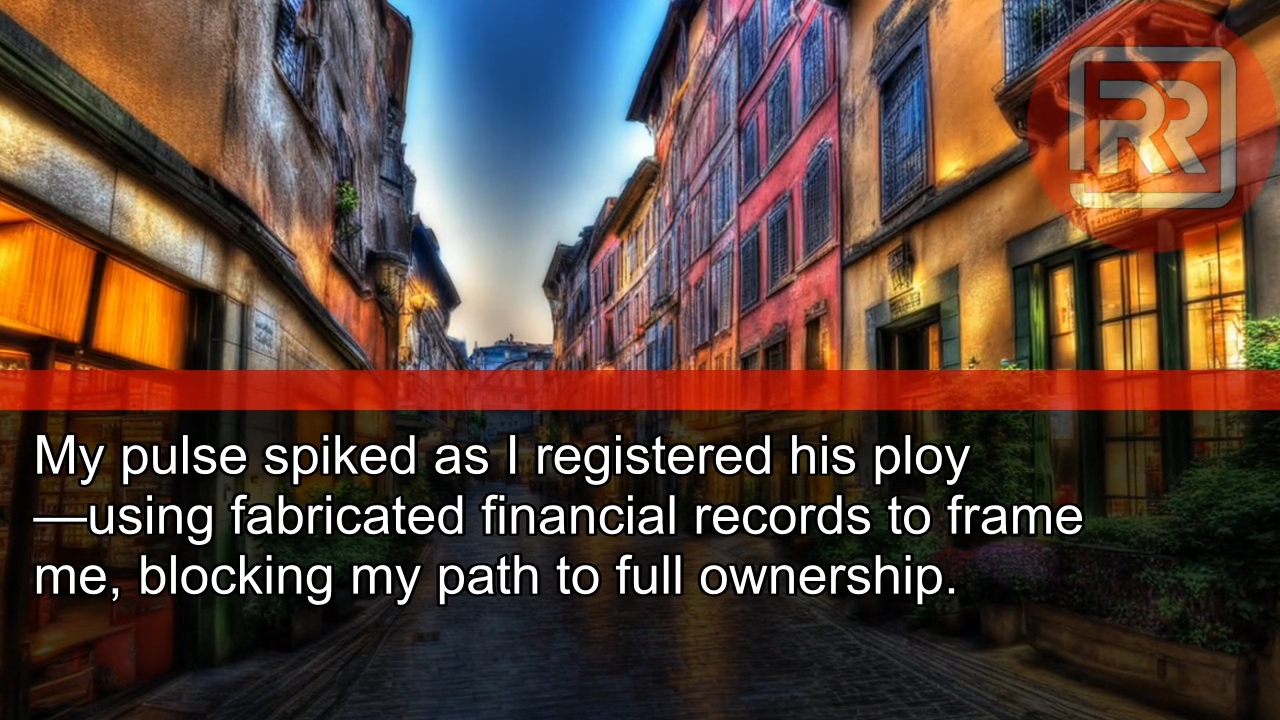 RR
My pulse spiked as I registered his ploy
—using fabricated financial records to frame
me, blocking my path to full ownership.